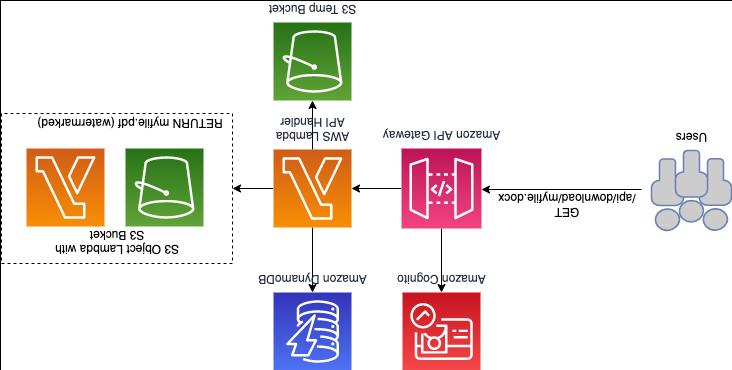 Users
GET
/api/download/myfile.docx
Amazon API Gateway
Amazon Cognito
AWS Lambda
API Handler
Amazon DynamoDB
S3 Temp Bucket
S3 Object Lambda with
S3 Bucket
RETURN myfile.pdf (watermarked)